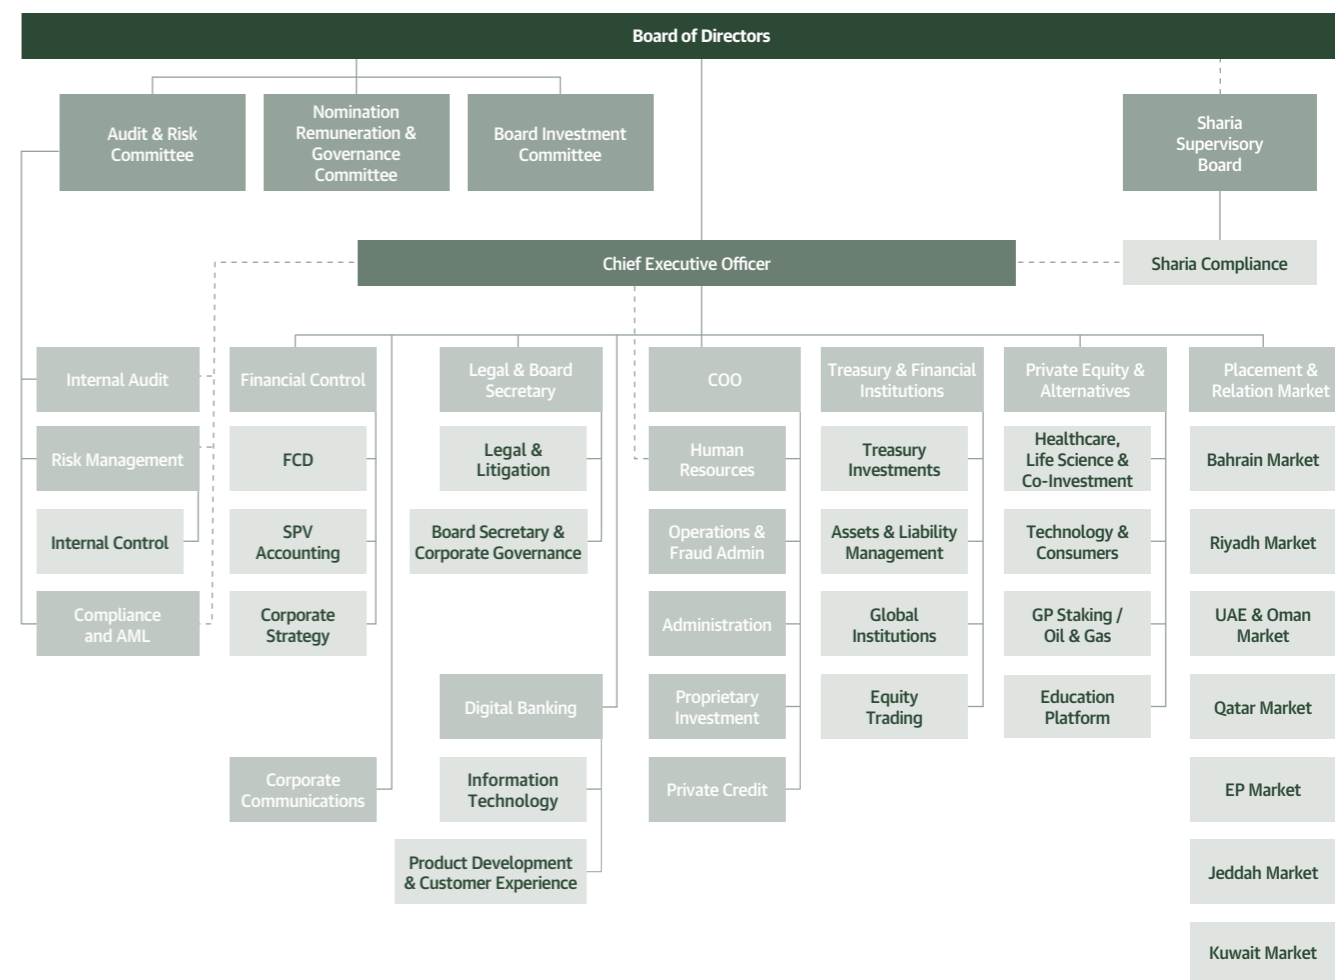 Board of Directors
Audit & Risk
Committee
Nomination
Remuneration &
Governance
Committee
Board Investment
Committee
Sharia
Supervisory
Board
Chief Executive Officer
Sharia Compliance
Internal Audit
Risk Management
Internal Control
Compliance
and AML
Financial Control
FCD
SPV
Accounting
Corporate
Strategy
Corporate
Communications
Legal & Board
Secretary
Legal &
Litigation
Board Secretary &
Corporate Governance
Digital Banking
Information
Technology
Product Development
& Customer Experience
COO
Human
Resources
Operations &
Fraud Admin
Administration
Proprietary
Investment
Private Credit
Treasury & Financial
Institutions
Treasury
Investments
Assets & Liability
Management
Global
Institutions
Equity
Trading
Private Equity &
Alternatives
Healthcare,
Life Science &
Co-Investment
Technology &
Consumers
GP Staking /
Oil & Gas
Education
Platform
Placement &
Relation Market
Bahrain Market
Riyadh Market
UAE & Oman
Market
Qatar Market
EP Market
Jeddah Market
Kuwait Market